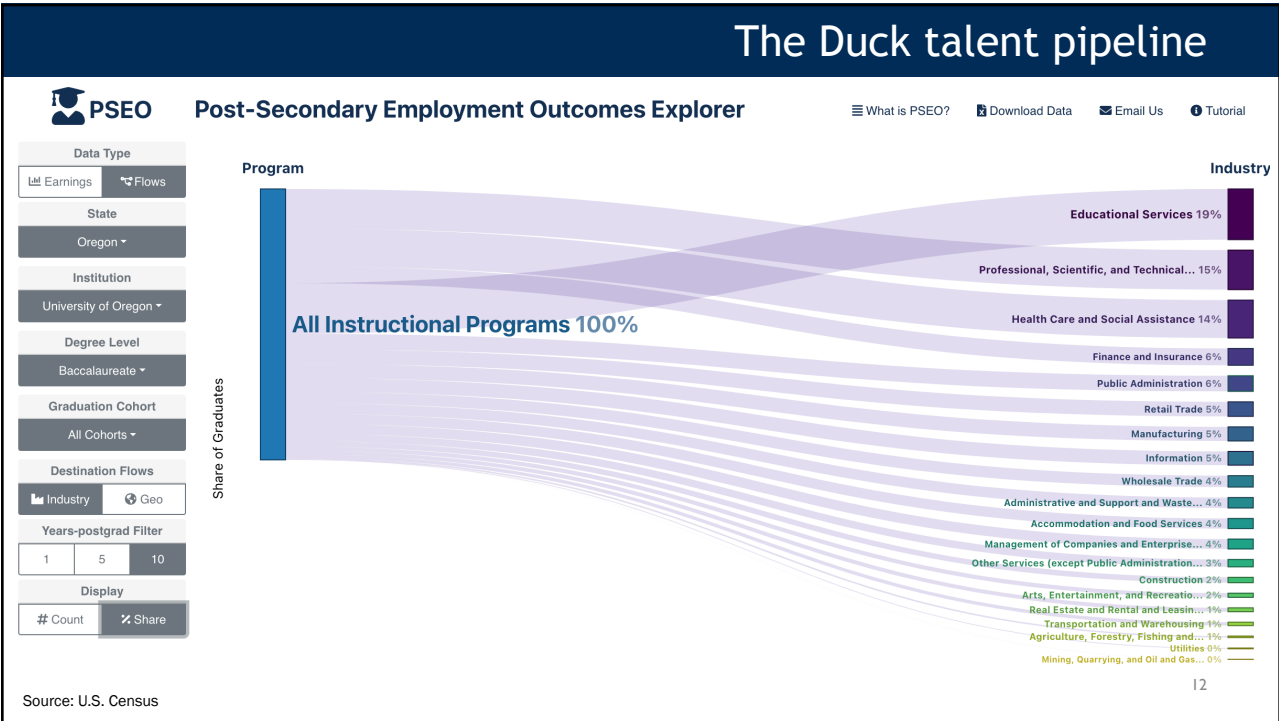 The Duck talent pipeline
PSEO
Post-Secondary Employment Outcomes Explorer
What is PSEO?
Download Data
Email Us
Tutorial
Data Type
Earnings
Flows
State
Oregon
Institution
University of Oregon
Degree Level
Baccalaureate
Graduation Cohort
All Cohorts
Destination Flows
Industry
Geo
Years-postgrad Filter
1
5
10
Display
# Count
Share
Program
Share of Graduates
All Instructional Programs 100%
Industry
Educational Services 19%
Professional, Scientific, and Technical... 15%
Health Care and Social Assistance 14%
Finance and Insurance 6%
Public Administration 6%
Retail Trade 5%
Manufacturing 5%
Information 5%
Wholesale Trade 4%
Administrative and Support and Waste... 4%
Accommodation and Food Services 4%
Management of Companies and Enterprise... 4%
Other Services (except Public Administration... 3%
Construction 2%
Arts, Entertainment, and Recreatio... 2%
Real Estate and Rental and Leasin... 1%
Transportation and Warehousing 1%
Agriculture, Forestry, Fishing and... 1%
Utilities 0%
Mining, Quarrying, and Oil and Gas... 0%
12
Source: U.S. Census